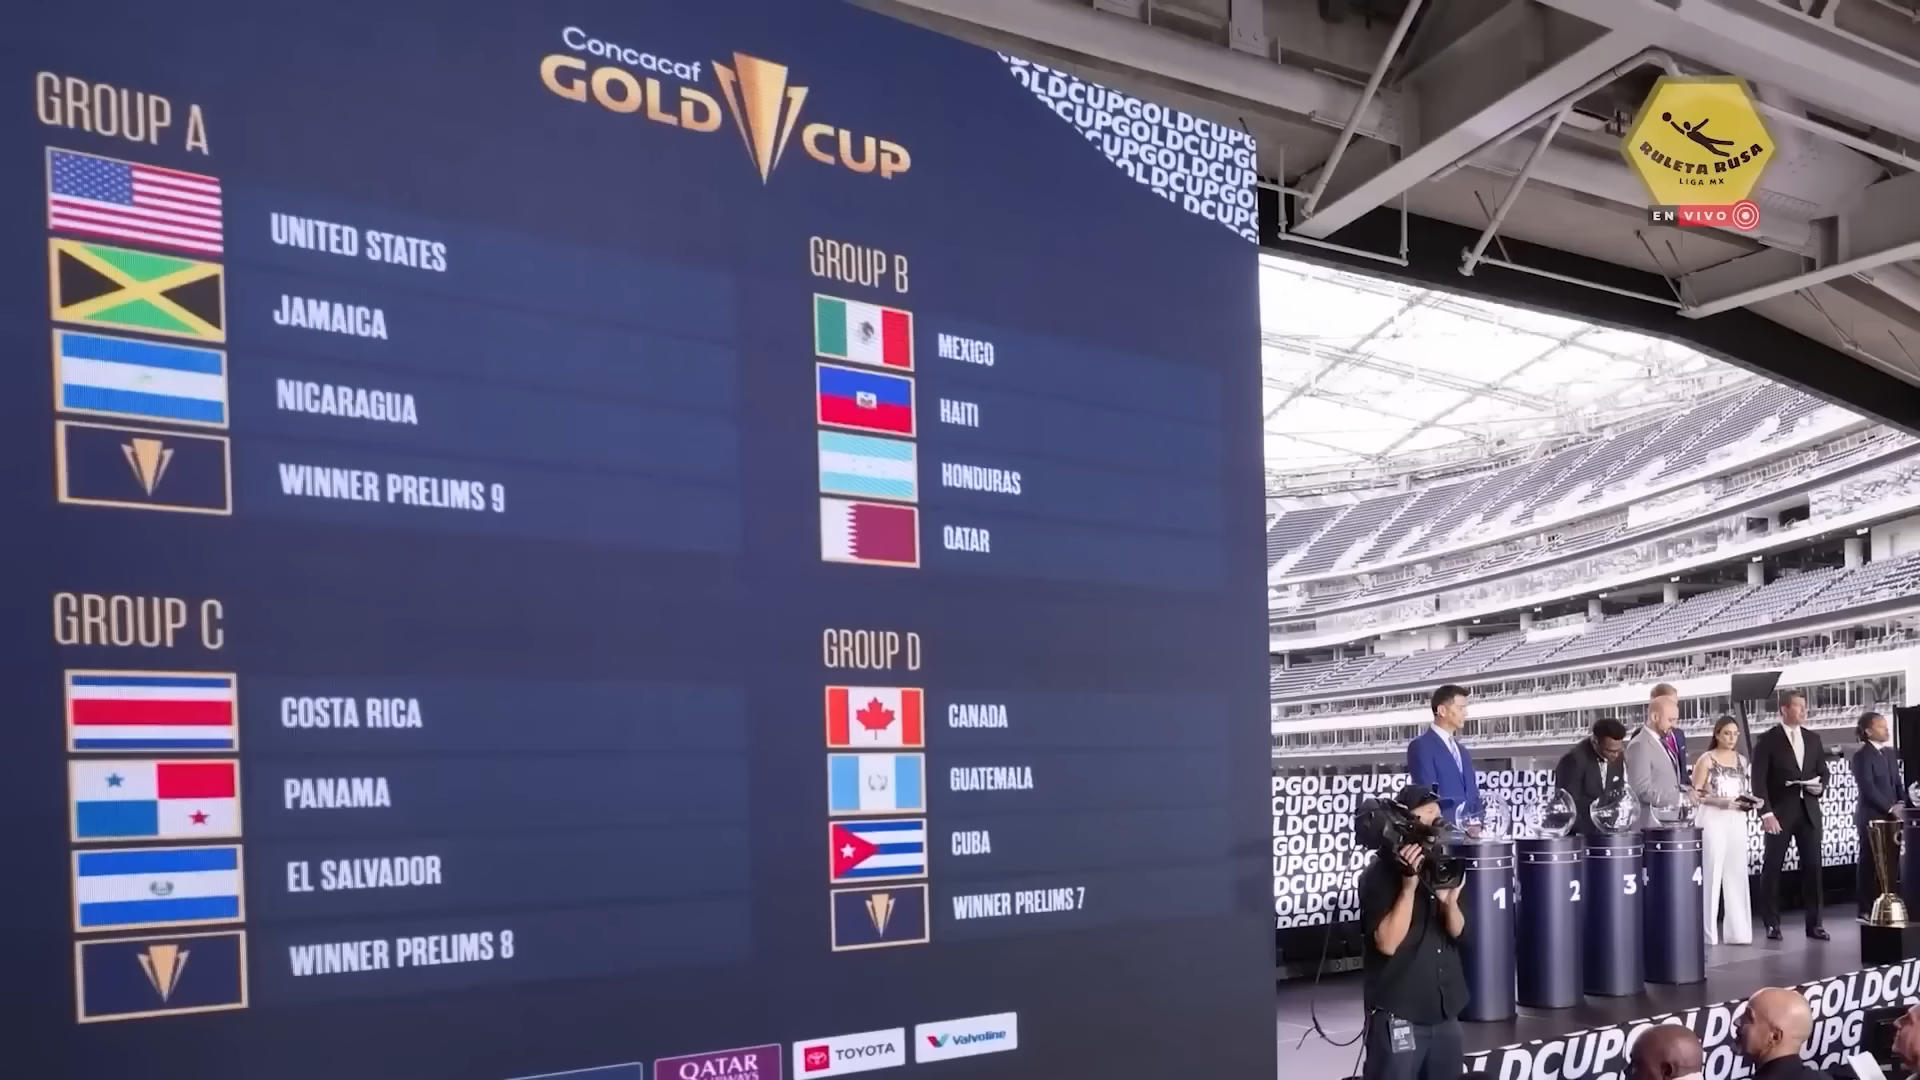 Concacaf
GOLD CUP
GROUP A
UNITED STATES
JAMAICA
NICARAGUA
WINNER PRELIMS 9
GROUP B
MEXICO
HAITI
HONDURAS
QATAR
GROUP C
COSTA RICA
PANAMA
EL SALVADOR
WINNER PRELIMS 8
GROUP D
CANADA
GUATEMALA
CUBA
WINNER PRELIMS 7
QATAR
TOYOTA
Valvoline
RULETA RUSA
LIGA MX
EN VIVO
1
2
3
4